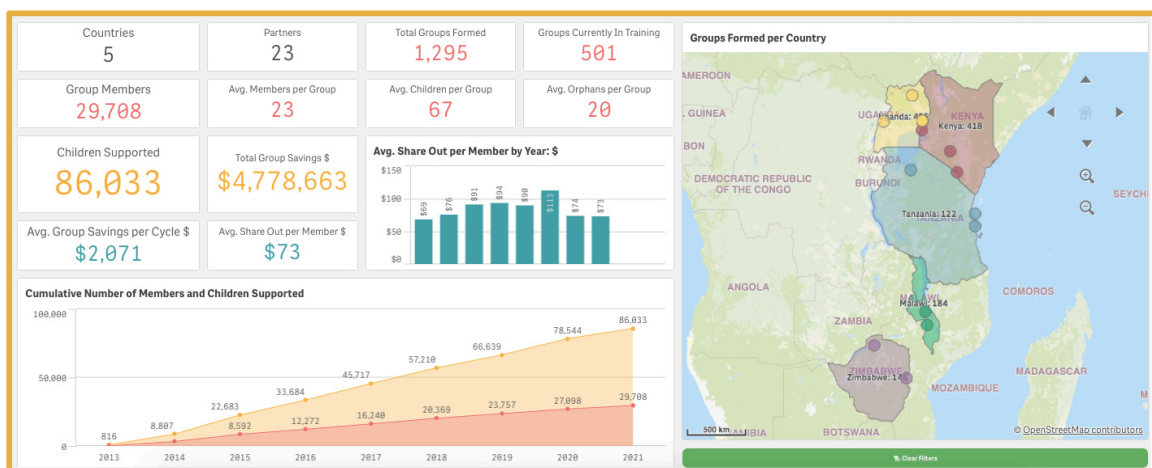 Countries
5
Partners
23
Total Groups Formed
1,295
Groups Currently In Training
501
Group Members
29,708
Avg. Members per Group
23
Avg. Children per Group
67
Avg. Orphans per Group
20
Children Supported
86,033
Total Group Savings $
$4,778,663
Avg. Group Savings per Cycle $
$2,071
Avg. Share Out per Member $
$73
Avg. Share Out per Member by Year: $
$150
$100
$50
$0
$69
$76
$91
$94
$90
$113
$74
$73
Cumulative Number of Members and Children Supported
100,000
50,000
0
816
8,807
22,683
33,684
45,717
57,210
66,639
78,544
86,033
8,592
12,272
16,240
20,369
23,757
27,098
29,708
2013
2014
2015
2016
2017
2018
2019
2020
2021
Groups Formed per Country
AMEROON
GUINEA
BON
DEMOCRATIC REPUBLIC
OF THE CONGO
KENYA
Kenya: 418
RWANDA
BURUNDI
SEYCH
Tanzania: 122
ANGOLA
COMOROS
Malawi: 184
ZAMBIA
ZIMBABWE
MADAGASCAR
MOZAMBIQUE
BOTSWANA
500 km
© OpenStreetMap contributors
Clear Filters